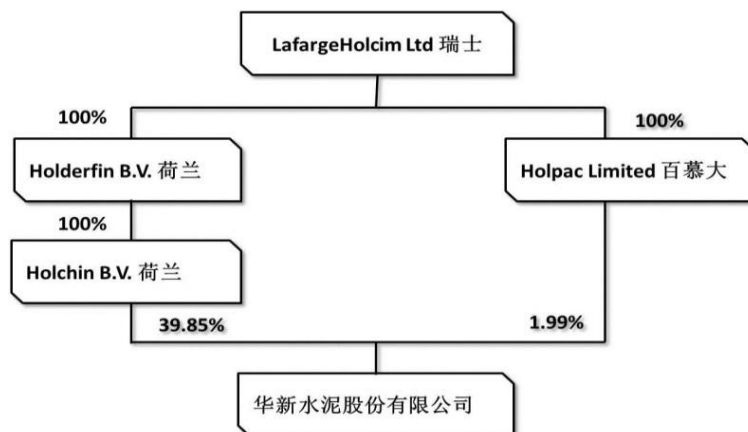 LafargeHolcim Ltd 瑞士
100%
100%
Holderfin B.V. 荷兰
Holpac Limited 百慕大
100%
Holchin B.V. 荷兰
39.85%
1.99%
华新水泥股份有限公司